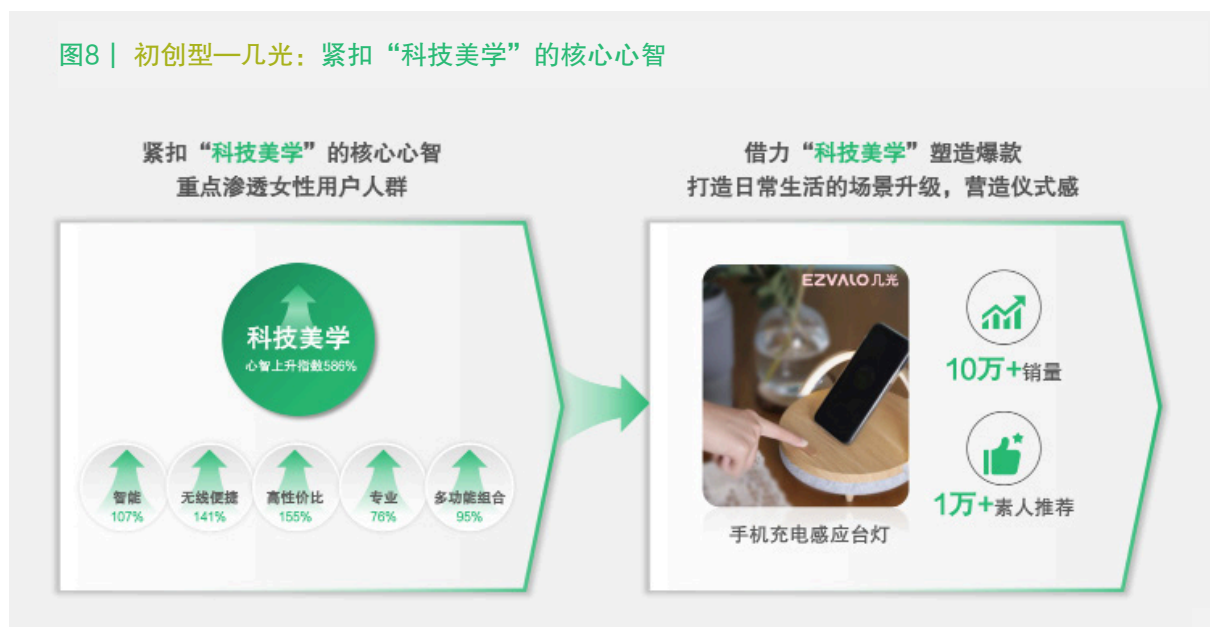 图8｜初创型—几光：紧扣“科技美学”的核心心智
紧扣“科技美学”的核心心智
重点渗透女性用户人群
科技美学
心智上升指数586%
智能
107%
无线便捷
141%
高性价比
155%
专业
76%
多功能组合
95%
借力“科技美学”塑造爆款
打造日常生活的场景升级，营造仪式感
EZVALO几光
手机充电感应台灯
10万+销量
1万+素人推荐